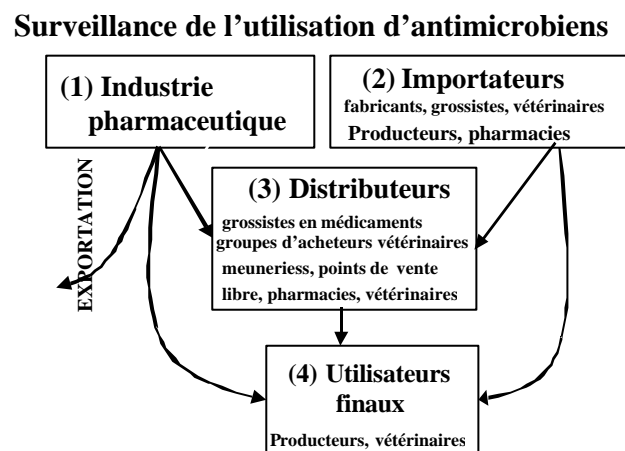 Surveillance de l’utilisation d’antimicrobiens
(1) Industrie
pharmaceutique
(2) Importateurs
fabricants, grossistes, vétérinaires
Producteurs, pharmacies
EXPORTATION
(3) Distributeurs
grossistes en médicaments
groupes d’acheteurs vétérinaires
meuneriess, points de vente
libre, pharmacies, vétérinaires
(4) Utilisateurs
finaux
Producteurs, vétérinaires